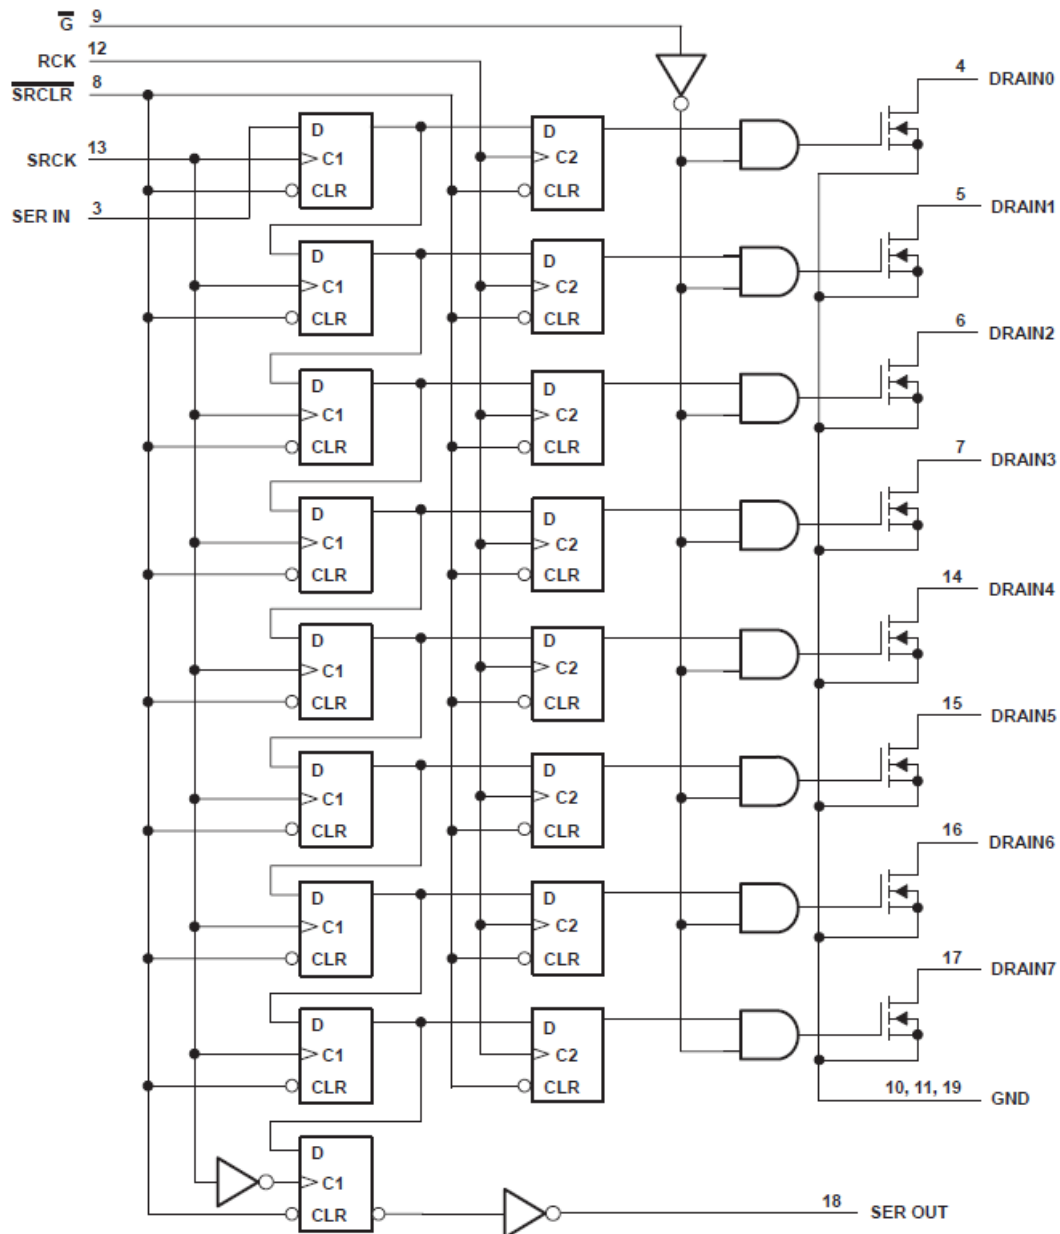 G 9
RCK 12
SRCLR 8
SRCK 13
SER IN 3
D
C1
CLR
D
C2
CLR
4 DRAIN0
D
C1
CLR
D
C2
CLR
5 DRAIN1
D
C1
CLR
D
C2
CLR
6 DRAIN2
D
C1
CLR
D
C2
CLR
7 DRAIN3
D
C1
CLR
D
C2
CLR
14 DRAIN4
D
C1
CLR
D
C2
CLR
15 DRAIN5
D
C1
CLR
D
C2
CLR
16 DRAIN6
D
C1
CLR
D
C2
CLR
17 DRAIN7
10, 11, 19 GND
D
C1
CLR
18 SER OUT